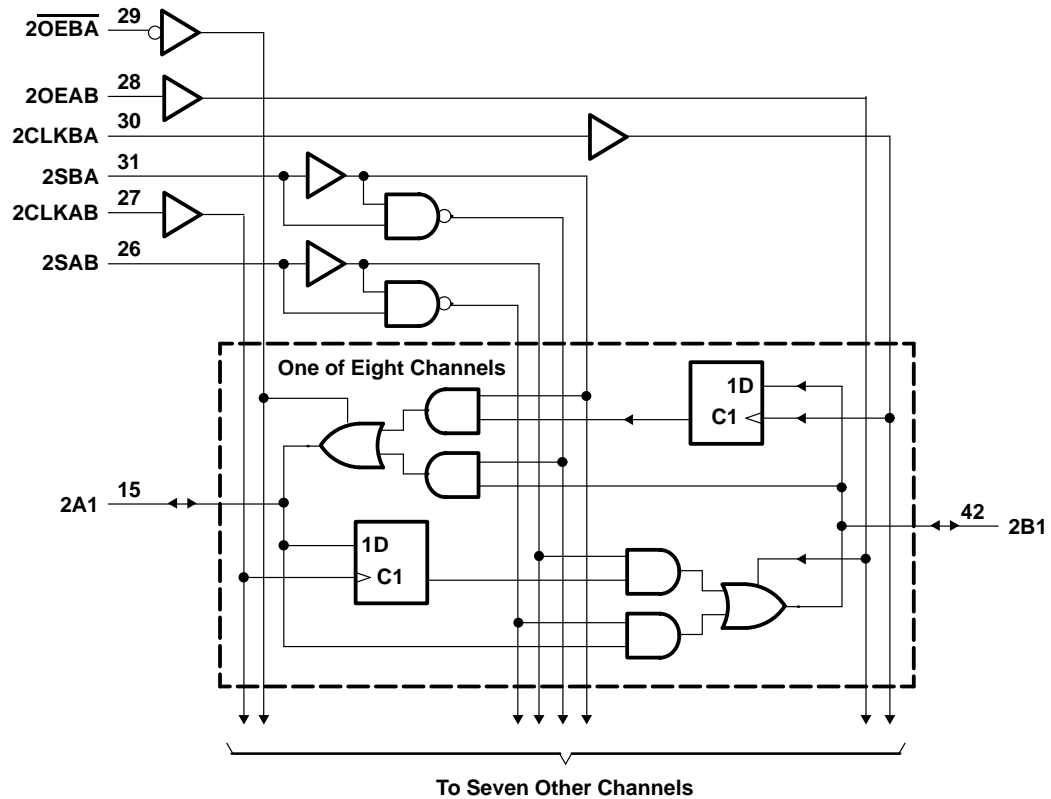 2OEBA 29
2OEAB 28
2CLKBA 30
2SBA 31
2CLKAB 27
2SAB 26
One of Eight Channels
1D
C1
2A1 15
1D
C1
42 2B1
To Seven Other Channels